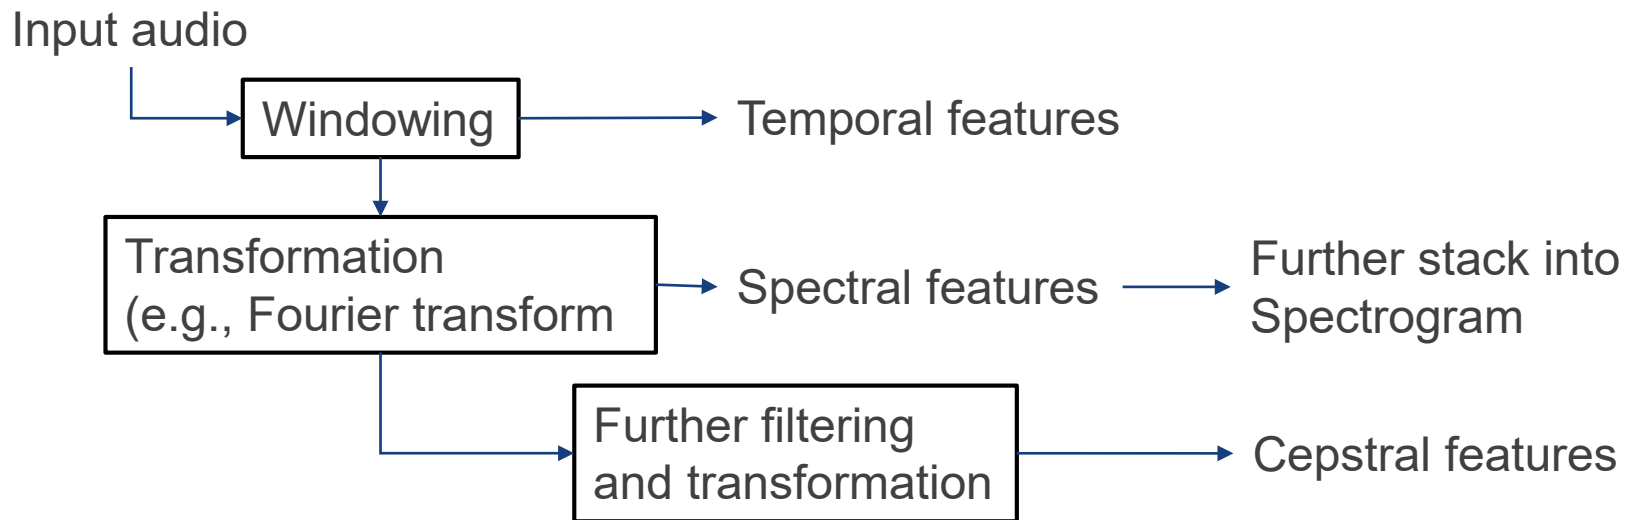 Input audio
Windowing
Temporal features
Transformation
(e.g., Fourier transform
Spectral features
Further stack into
Spectrogram
Further filtering
and transformation
Cepstral features